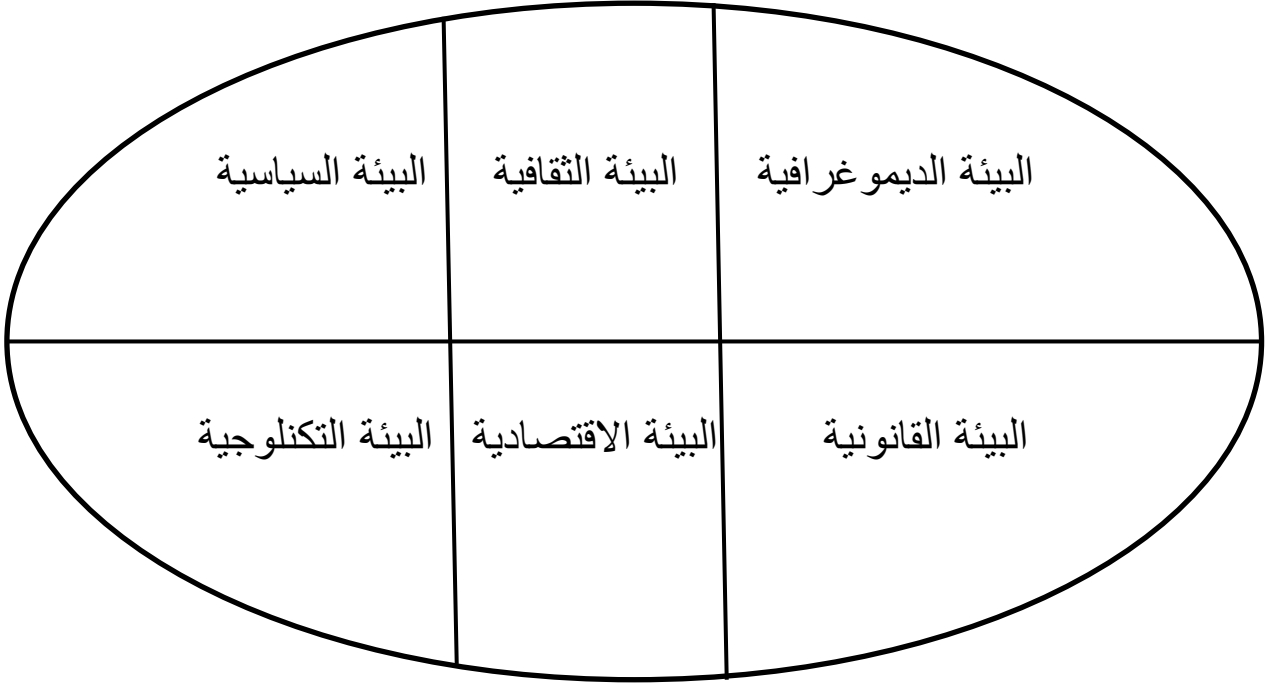 البيئة الديموغرافية
البيئة الثقافية
البيئة السياسية
البيئة القانونية
البيئة الاقتصادية
البيئة التكنلوجية